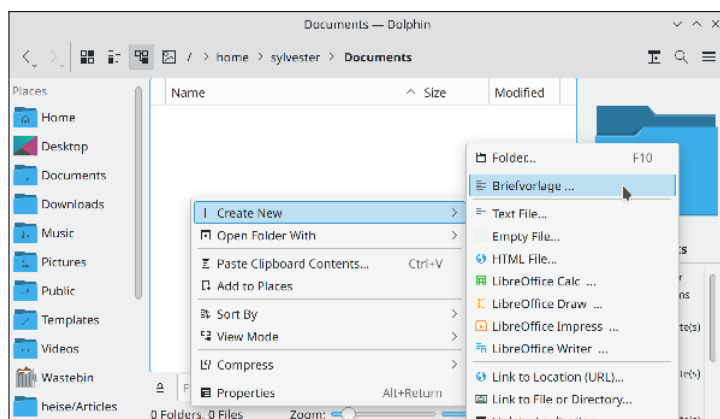 Documents — Dolphin
/ > home > sylvester > Documents
Places
Home
Desktop
Documents
Downloads
Music
Pictures
Public
Templates
Videos
Wastebin
heise/Articles
Name Size Modified
Create New
Open Folder With
Paste Clipboard Contents... Ctrl+V
Add to Places
Sort By
View Mode
Compress
Properties Alt+Return
Folder... F10
Briefvorlage ...
Text File...
Empty File...
HTML File...
LibreOffice Calc ...
LibreOffice Draw ...
LibreOffice Impress ...
LibreOffice Writer ...
Link to Location (URL)...
Link to File or Directory...
0 Folders, 0 Files Zoom: